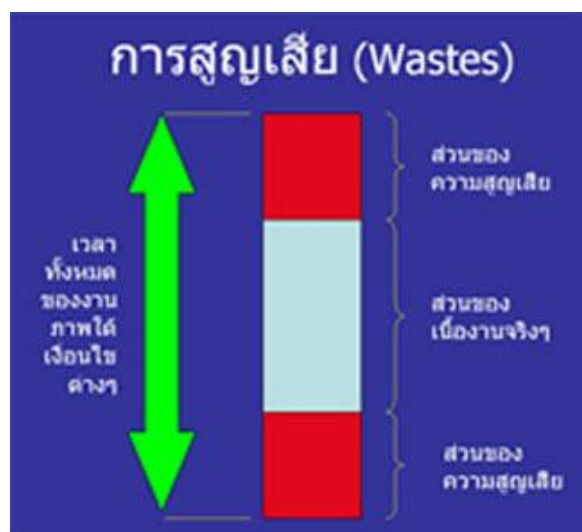 การสูญเสีย (Wastes)
ส่วนของ
ความสูญเสีย
เวลา
ทั้งหมด
ของงาน
ภาพใต้
เงื่อนไข
ต่างๆ
ส่วนของ
เนื้องานจริงๆ
ส่วนของ
ความสูญเสีย